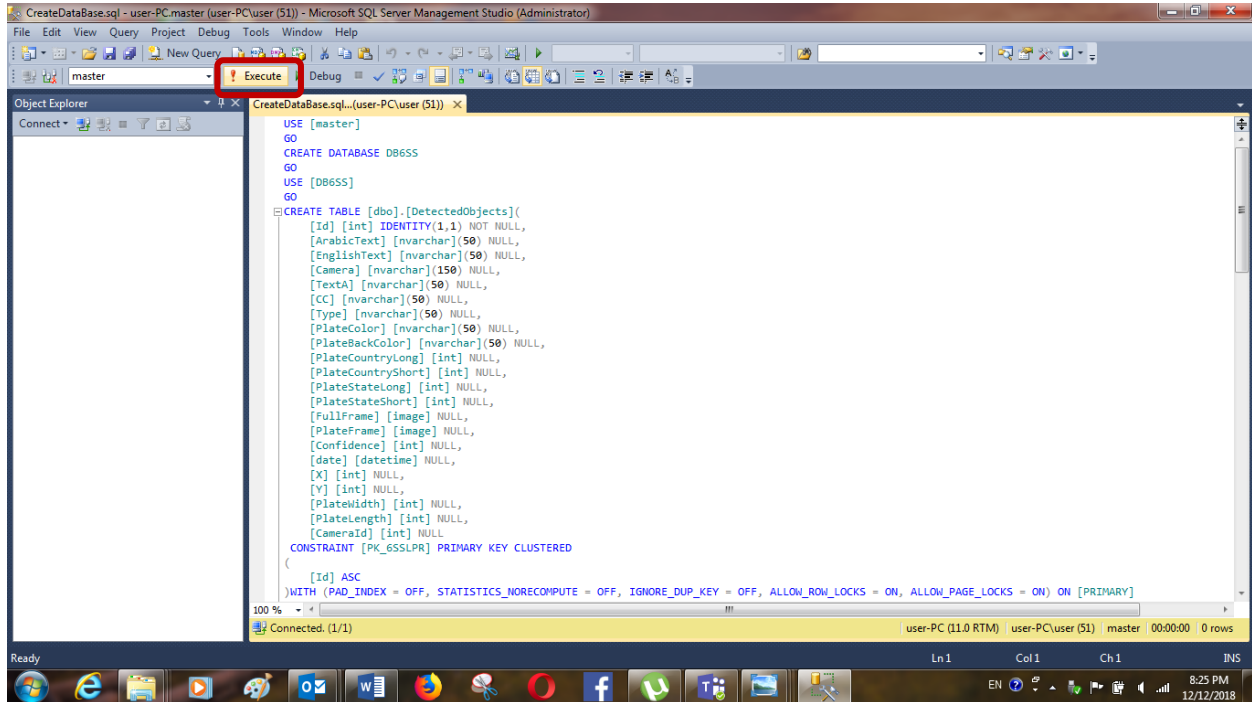 CreateDataBase.sql - user-PC.master (user-PC\user (51)) - Microsoft SQL Server Management Studio (Administrator)
File Edit View Query Project Debug Tools Window Help
New Query
master Execute Debug
Object Explorer
CreateDataBase.sql...(user-PC\user (51))
Connect
USE [master]
GO
CREATE DATABASE DB6SS
GO
USE [DB6SS]
GO
CREATE TABLE [dbo].[DetectedObjects](
[Id] [int] IDENTITY(1,1) NOT NULL,
[ArabicText] [nvarchar](50) NULL,
[EnglishText] [nvarchar](50) NULL,
[Camera] [nvarchar](150) NULL,
[TextA] [nvarchar](50) NULL,
[CC] [nvarchar](50) NULL,
[Type] [nvarchar](50) NULL,
[PlateColor] [nvarchar](50) NULL,
[PlateBackColor] [nvarchar](50) NULL,
[PlateCountryLong] [int] NULL,
[PlateCountryShort] [int] NULL,
[PlateStateLong] [int] NULL,
[PlateStateShort] [int] NULL,
[FullFrame] [image] NULL,
[PlateFrame] [image] NULL,
[Confidence] [int] NULL,
[date] [datetime] NULL,
[X] [int] NULL,
[Y] [int] NULL,
[PlateWidth] [int] NULL,
[PlateLength] [int] NULL,
[CameraId] [int] NULL
CONSTRAINT [PK_6SSLPR] PRIMARY KEY CLUSTERED
(
[Id] ASC
)WITH (PAD_INDEX = OFF, STATISTICS_NORECOMPUTE = OFF, IGNORE_DUP_KEY = OFF, ALLOW_ROW_LOCKS = ON, ALLOW_PAGE_LOCKS = ON) ON [PRIMARY]
100 %
Connected. (1/1) user-PC (11.0 RTM) user-PC\user (51) master 00:00:00 0 rows
Ready Ln 1 Col 1 Ch 1 INS
EN 8:25 PM
12/12/2018